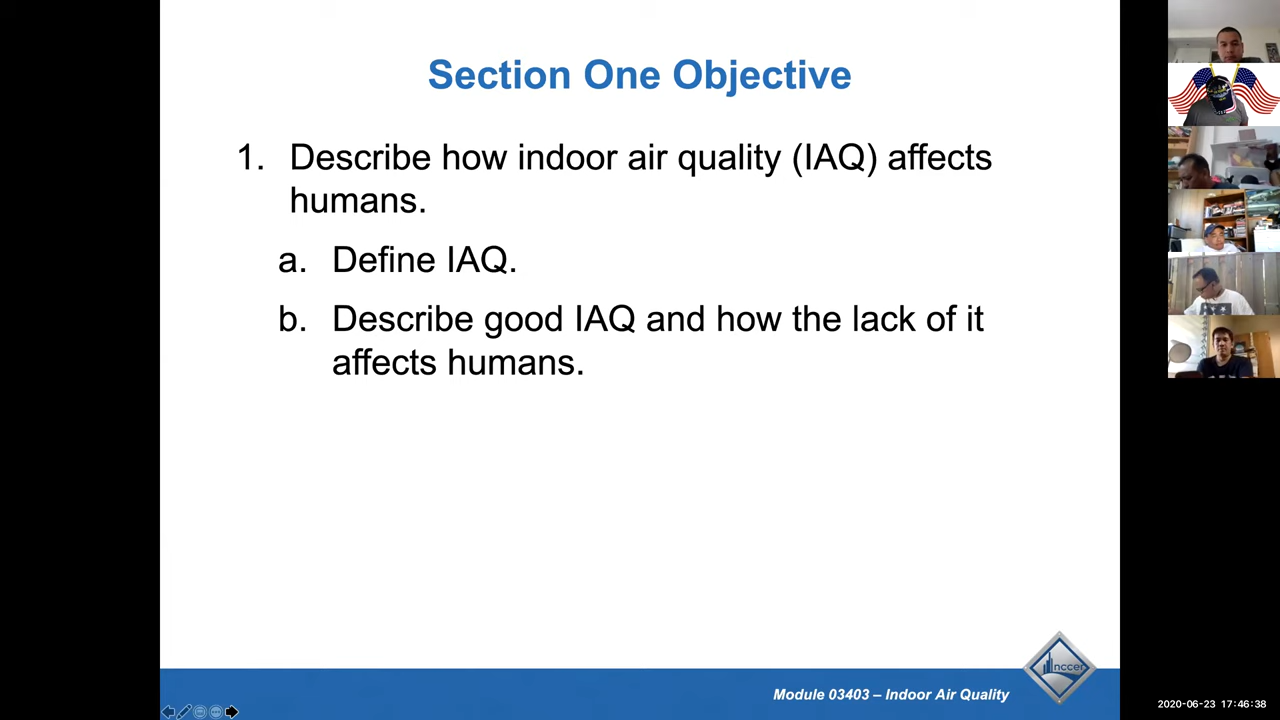 Section One Objective
1. Describe how indoor air quality (IAQ) affects
humans.
a. Define IAQ.
b. Describe good IAQ and how the lack of it
affects humans.
nccer
Module 03403 – Indoor Air Quality
2020-06-23 17:46:38